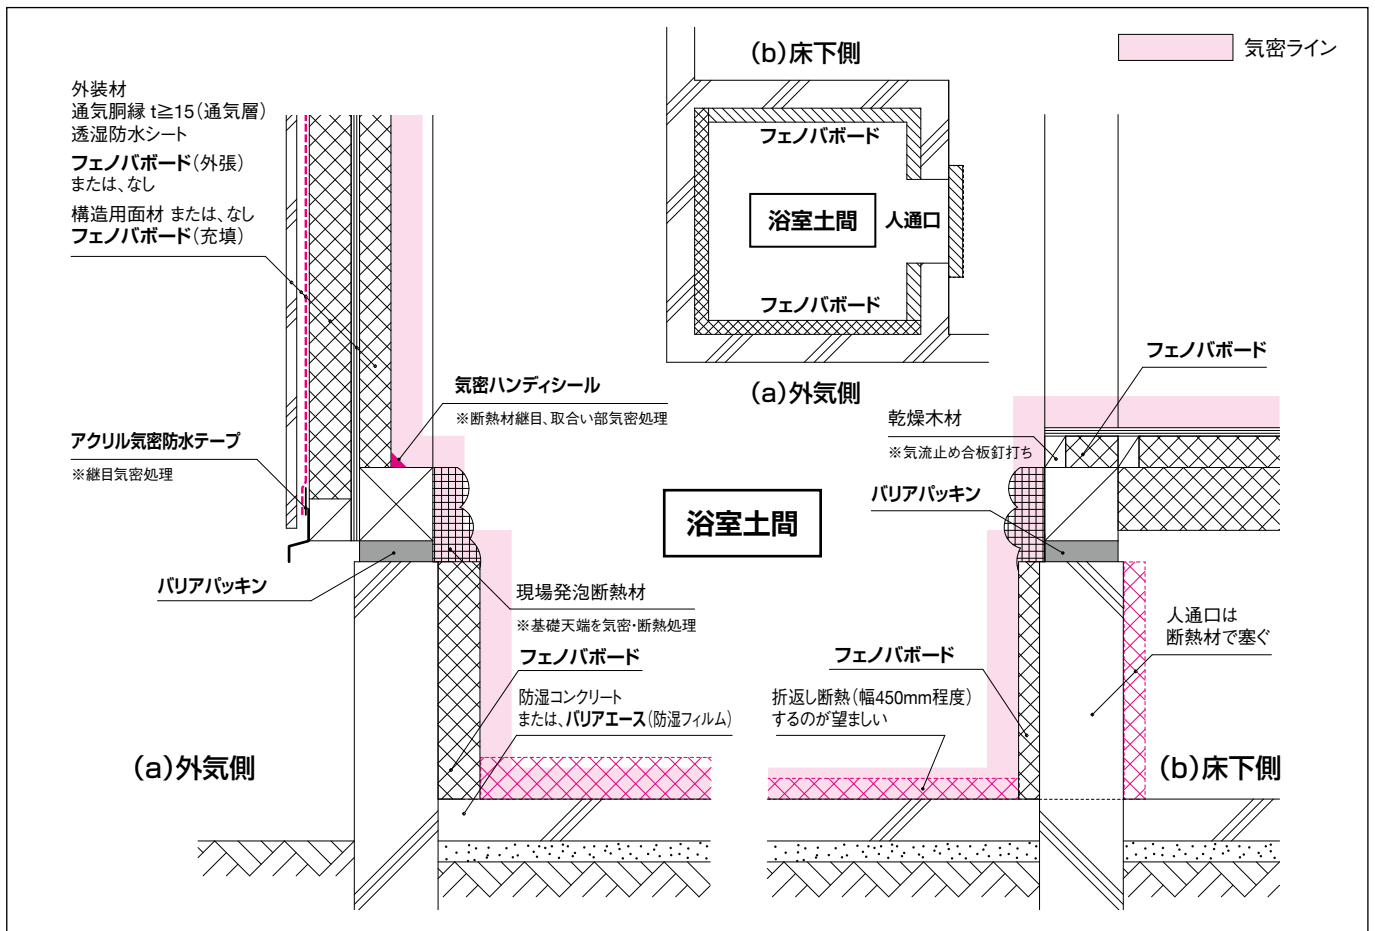 気密ライン
(b)床下側
フェノバボード
浴室土間
人通口
フェノバボード
(a)外気側
外装材
通気胴縁 t≧15(通気層)
透湿防水シート
フェノバボード(外張)
または、なし
構造用面材 または、なし
フェノバボード(充填)
アクリル気密防水テープ
※継目気密処理
気密ハンディシール
※断熱材継目、取合い部気密処理
バリアパッキン
現場発泡断熱材
※基礎天端を気密・断熱処理
フェノバボード
防湿コンクリート
または、バリアエース(防湿フィルム)
(a)外気側
浴室土間
フェノバボード
乾燥木材
※気流止め合板釘打ち
バリアパッキン
人通口は
断熱材で塞ぐ
フェノバボード
折返し断熱(幅450mm程度)
するのが望ましい
(b)床下側